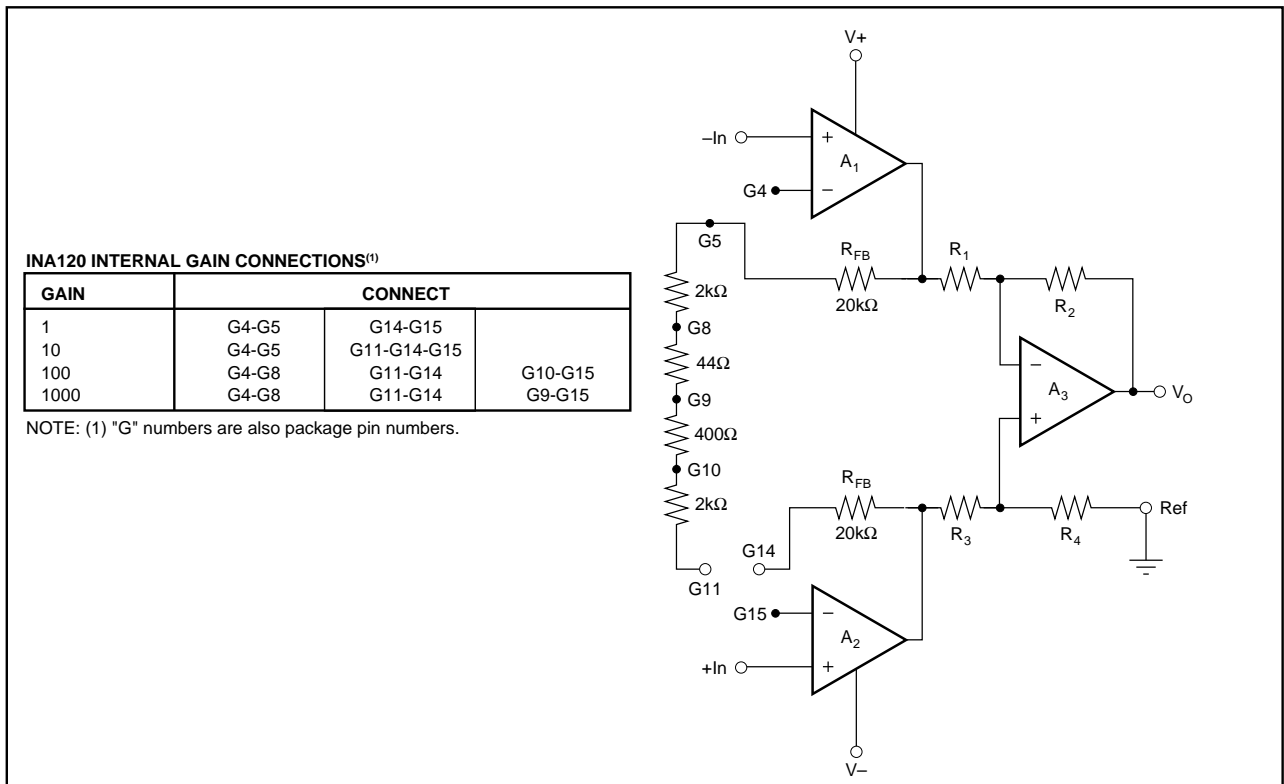 INA120 INTERNAL GAIN CONNECTIONS(1)
GAIN CONNECT
1 G4-G5 G14-G15
10 G4-G5 G11-G14-G15
100 G4-G8 G11-G14 G10-G15
1000 G4-G8 G11-G14 G9-G15
NOTE: (1) "G" numbers are also package pin numbers.
V+
–In
+
A1
G4
–
G5
RFB
20kΩ
R1
R2
2kΩ
G8
44Ω
G9
400Ω
G10
2kΩ
G11
–
A3
+
VO
RFB
20kΩ
R3
R4
Ref
G14
G15
–
A2
+In
+
V–